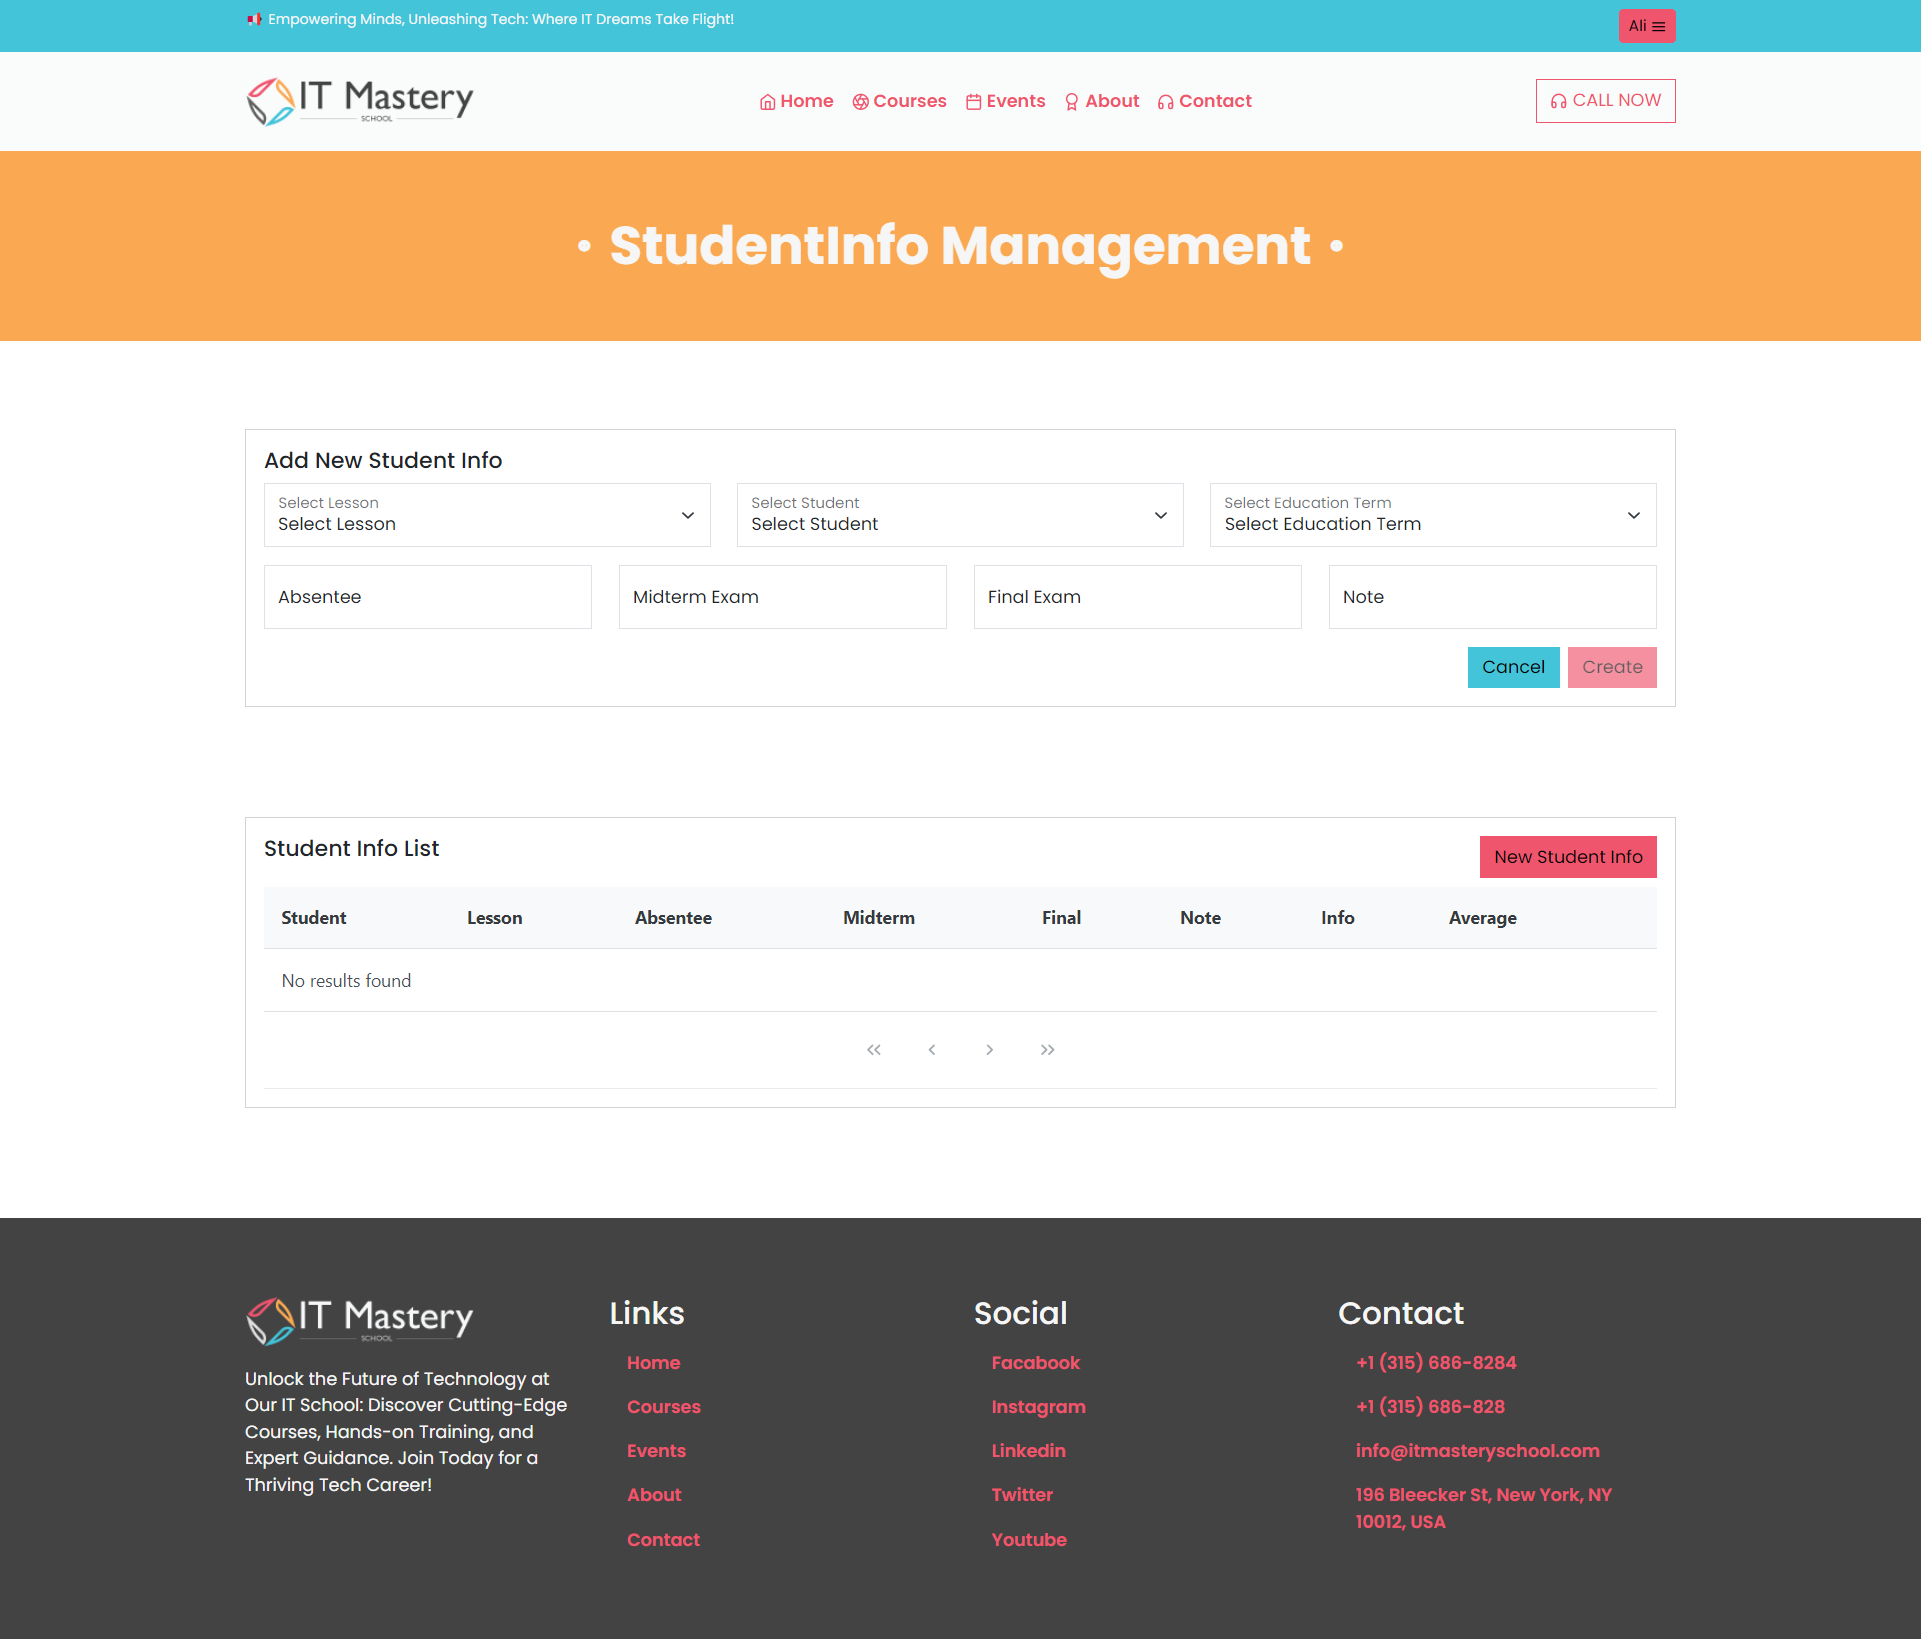 Empowering Minds, Unleashing Tech: Where IT Dreams Take Flight!
Ali
IT Mastery
SCHOOL
Home
Courses
Events
About
Contact
CALL NOW
• StudentInfo Management •
Add New Student Info
Select Lesson
Select Lesson
Select Student
Select Student
Select Education Term
Select Education Term
Absentee
Midterm Exam
Final Exam
Note
Cancel
Create
Student Info List
New Student Info
Student
Lesson
Absentee
Midterm
Final
Note
Info
Average
No results found
IT Mastery
SCHOOL
Unlock the Future of Technology at
Our IT School: Discover Cutting-Edge
Courses, Hands-on Training, and
Expert Guidance. Join Today for a
Thriving Tech Career!
Links
Home
Courses
Events
About
Contact
Social
Facabook
Instagram
Linkedin
Twitter
Youtube
Contact
+1 (315) 686-8284
+1 (315) 686-828
info@itmasteryschool.com
196 Bleecker St, New York, NY
10012, USA